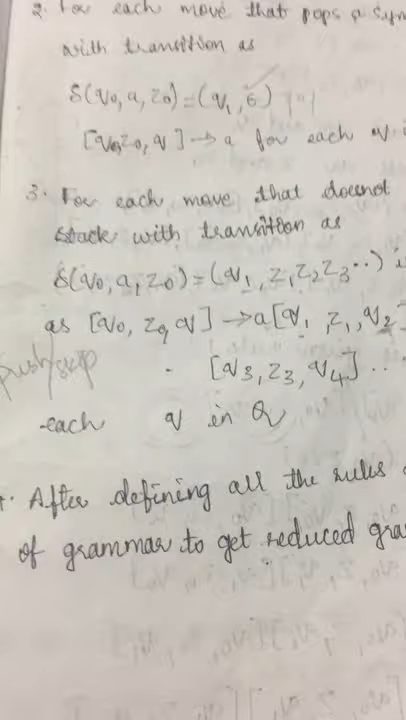 2. For each move that pops a sym
with transition as
δ(q0, a, z0) = (q1, ε)
[q0, z0, q] → a for each q i
3. For each move that doesnot
stack with transition as
δ(q0, a, z0) = (q1, z1 z2 z3 ..) i
as [q0, z0, q] → a [q1, z1, q2]
push/skip . [q3, z3, q4] ..
each q in Q
4. After defining all the rules
of grammar to get reduced gra